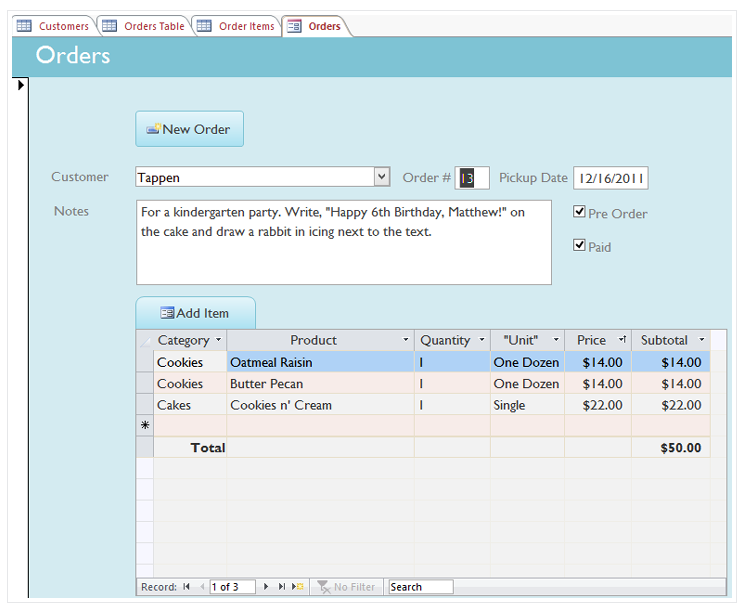 Customers Orders Table Order Items Orders
Orders
New Order
Customer Tappen Order # 13 Pickup Date 12/16/2011
Notes For a kindergarten party. Write, "Happy 6th Birthday, Matthew!" on Pre Order
the cake and draw a rabbit in icing next to the text.
Paid
Add Item
Category Product Quantity "Unit" Price Subtotal
Cookies Oatmeal Raisin 1 One Dozen $14.00 $14.00
Cookies Butter Pecan 1 One Dozen $14.00 $14.00
Cakes Cookies n' Cream 1 Single $22.00 $22.00
*
Total $50.00
Record: 1 of 3 No Filter Search